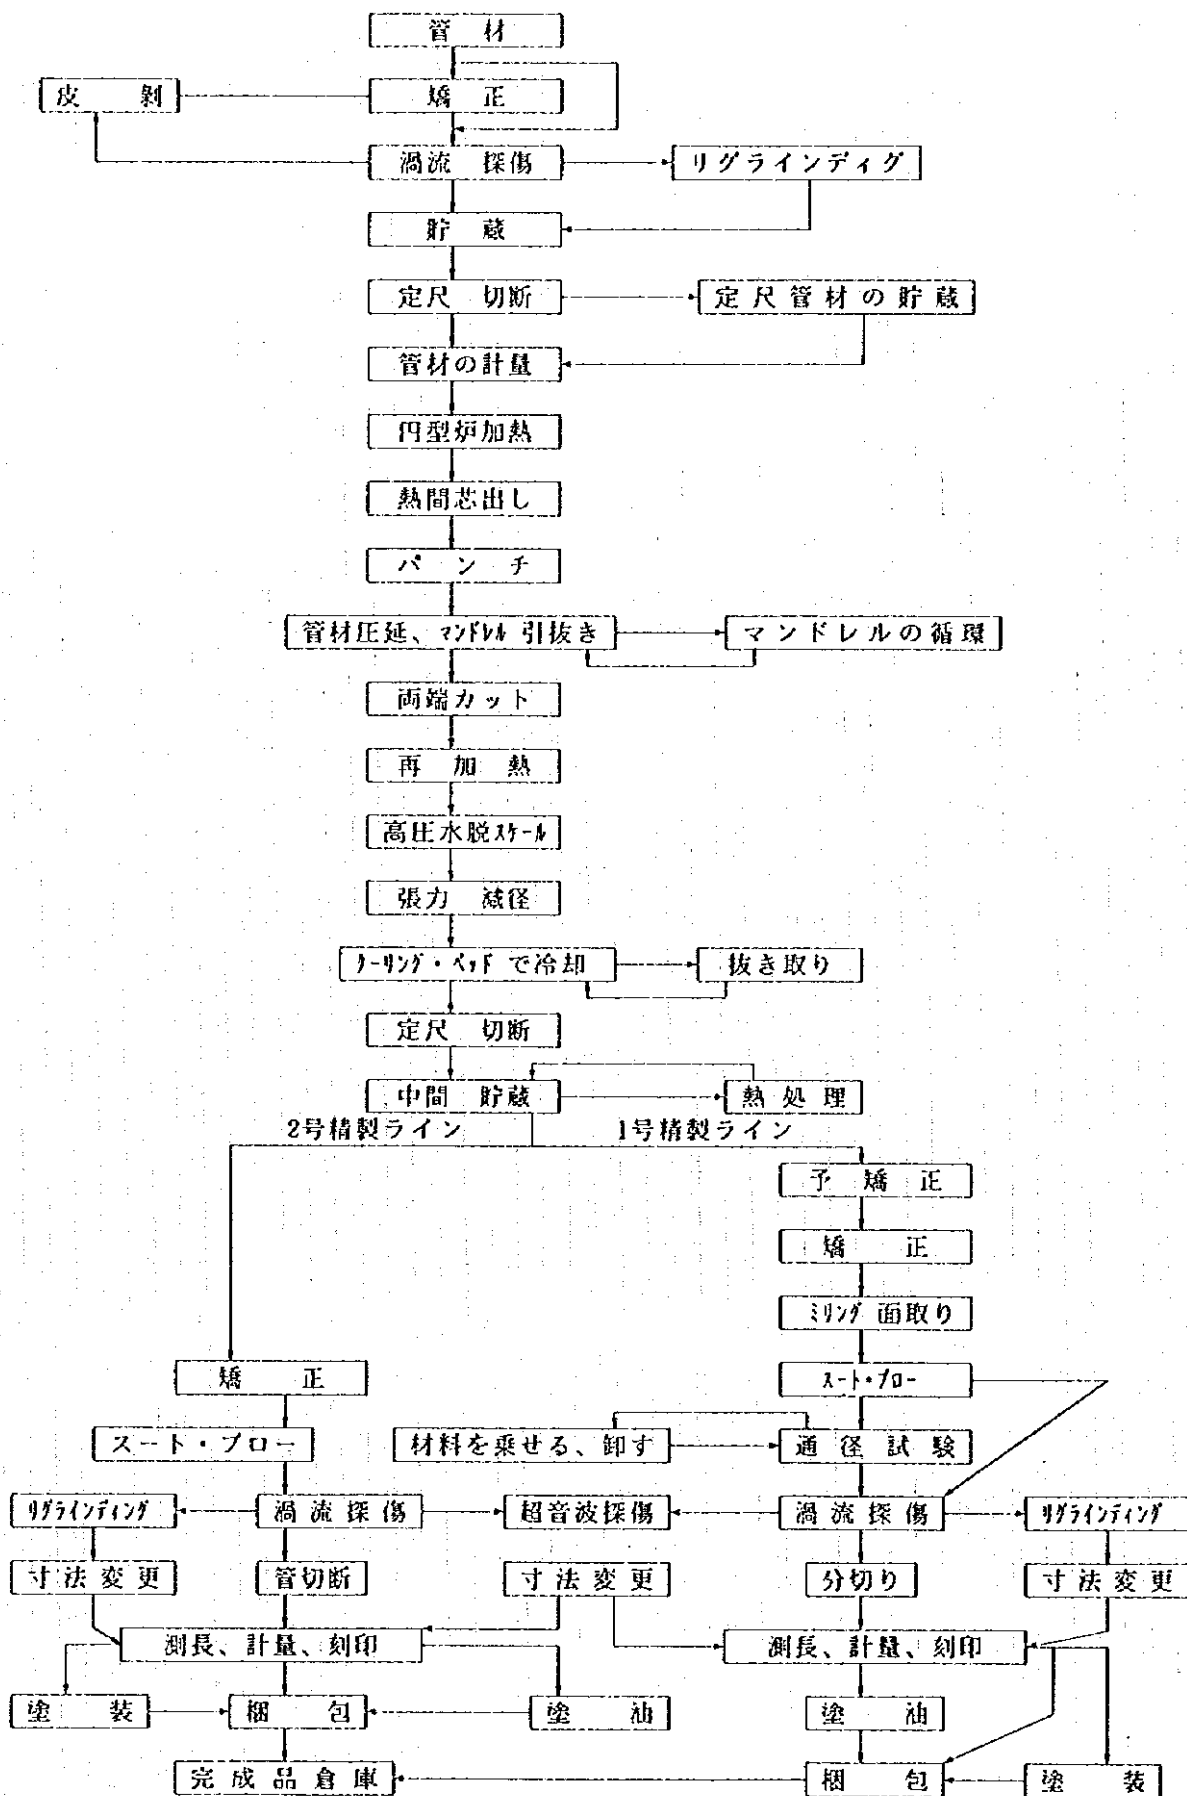 管材
皮剝 矯正
渦流 探傷 リグラインディグ
貯蔵
定尺 切断 定尺管材の貯蔵
管材の計量
円型炉加熱
熱間芯出し
パンチ
管材圧延、マンドレル 引抜き マンドレルの循環
両端カット
再加熱
高圧水脱スケール
張力 減径
クーリング・ベッド で冷却 抜き取り
定尺 切断
中間 貯蔵 熱処理
2号精製ライン 1号精製ライン
予矯正
矯正
ミリング 面取り
矯正 スート・ブロー
スート・ブロー 材料を乗せる、卸す 通径試験
リグラインディング 渦流探傷 超音波探傷 渦流探傷 リグラインディング
寸法変更 管切断 寸法変更 分切り 寸法変更
測長、計量、刻印 測長、計量、刻印
塗装 梱包 塗油 塗油
完成品倉庫 梱包 塗装